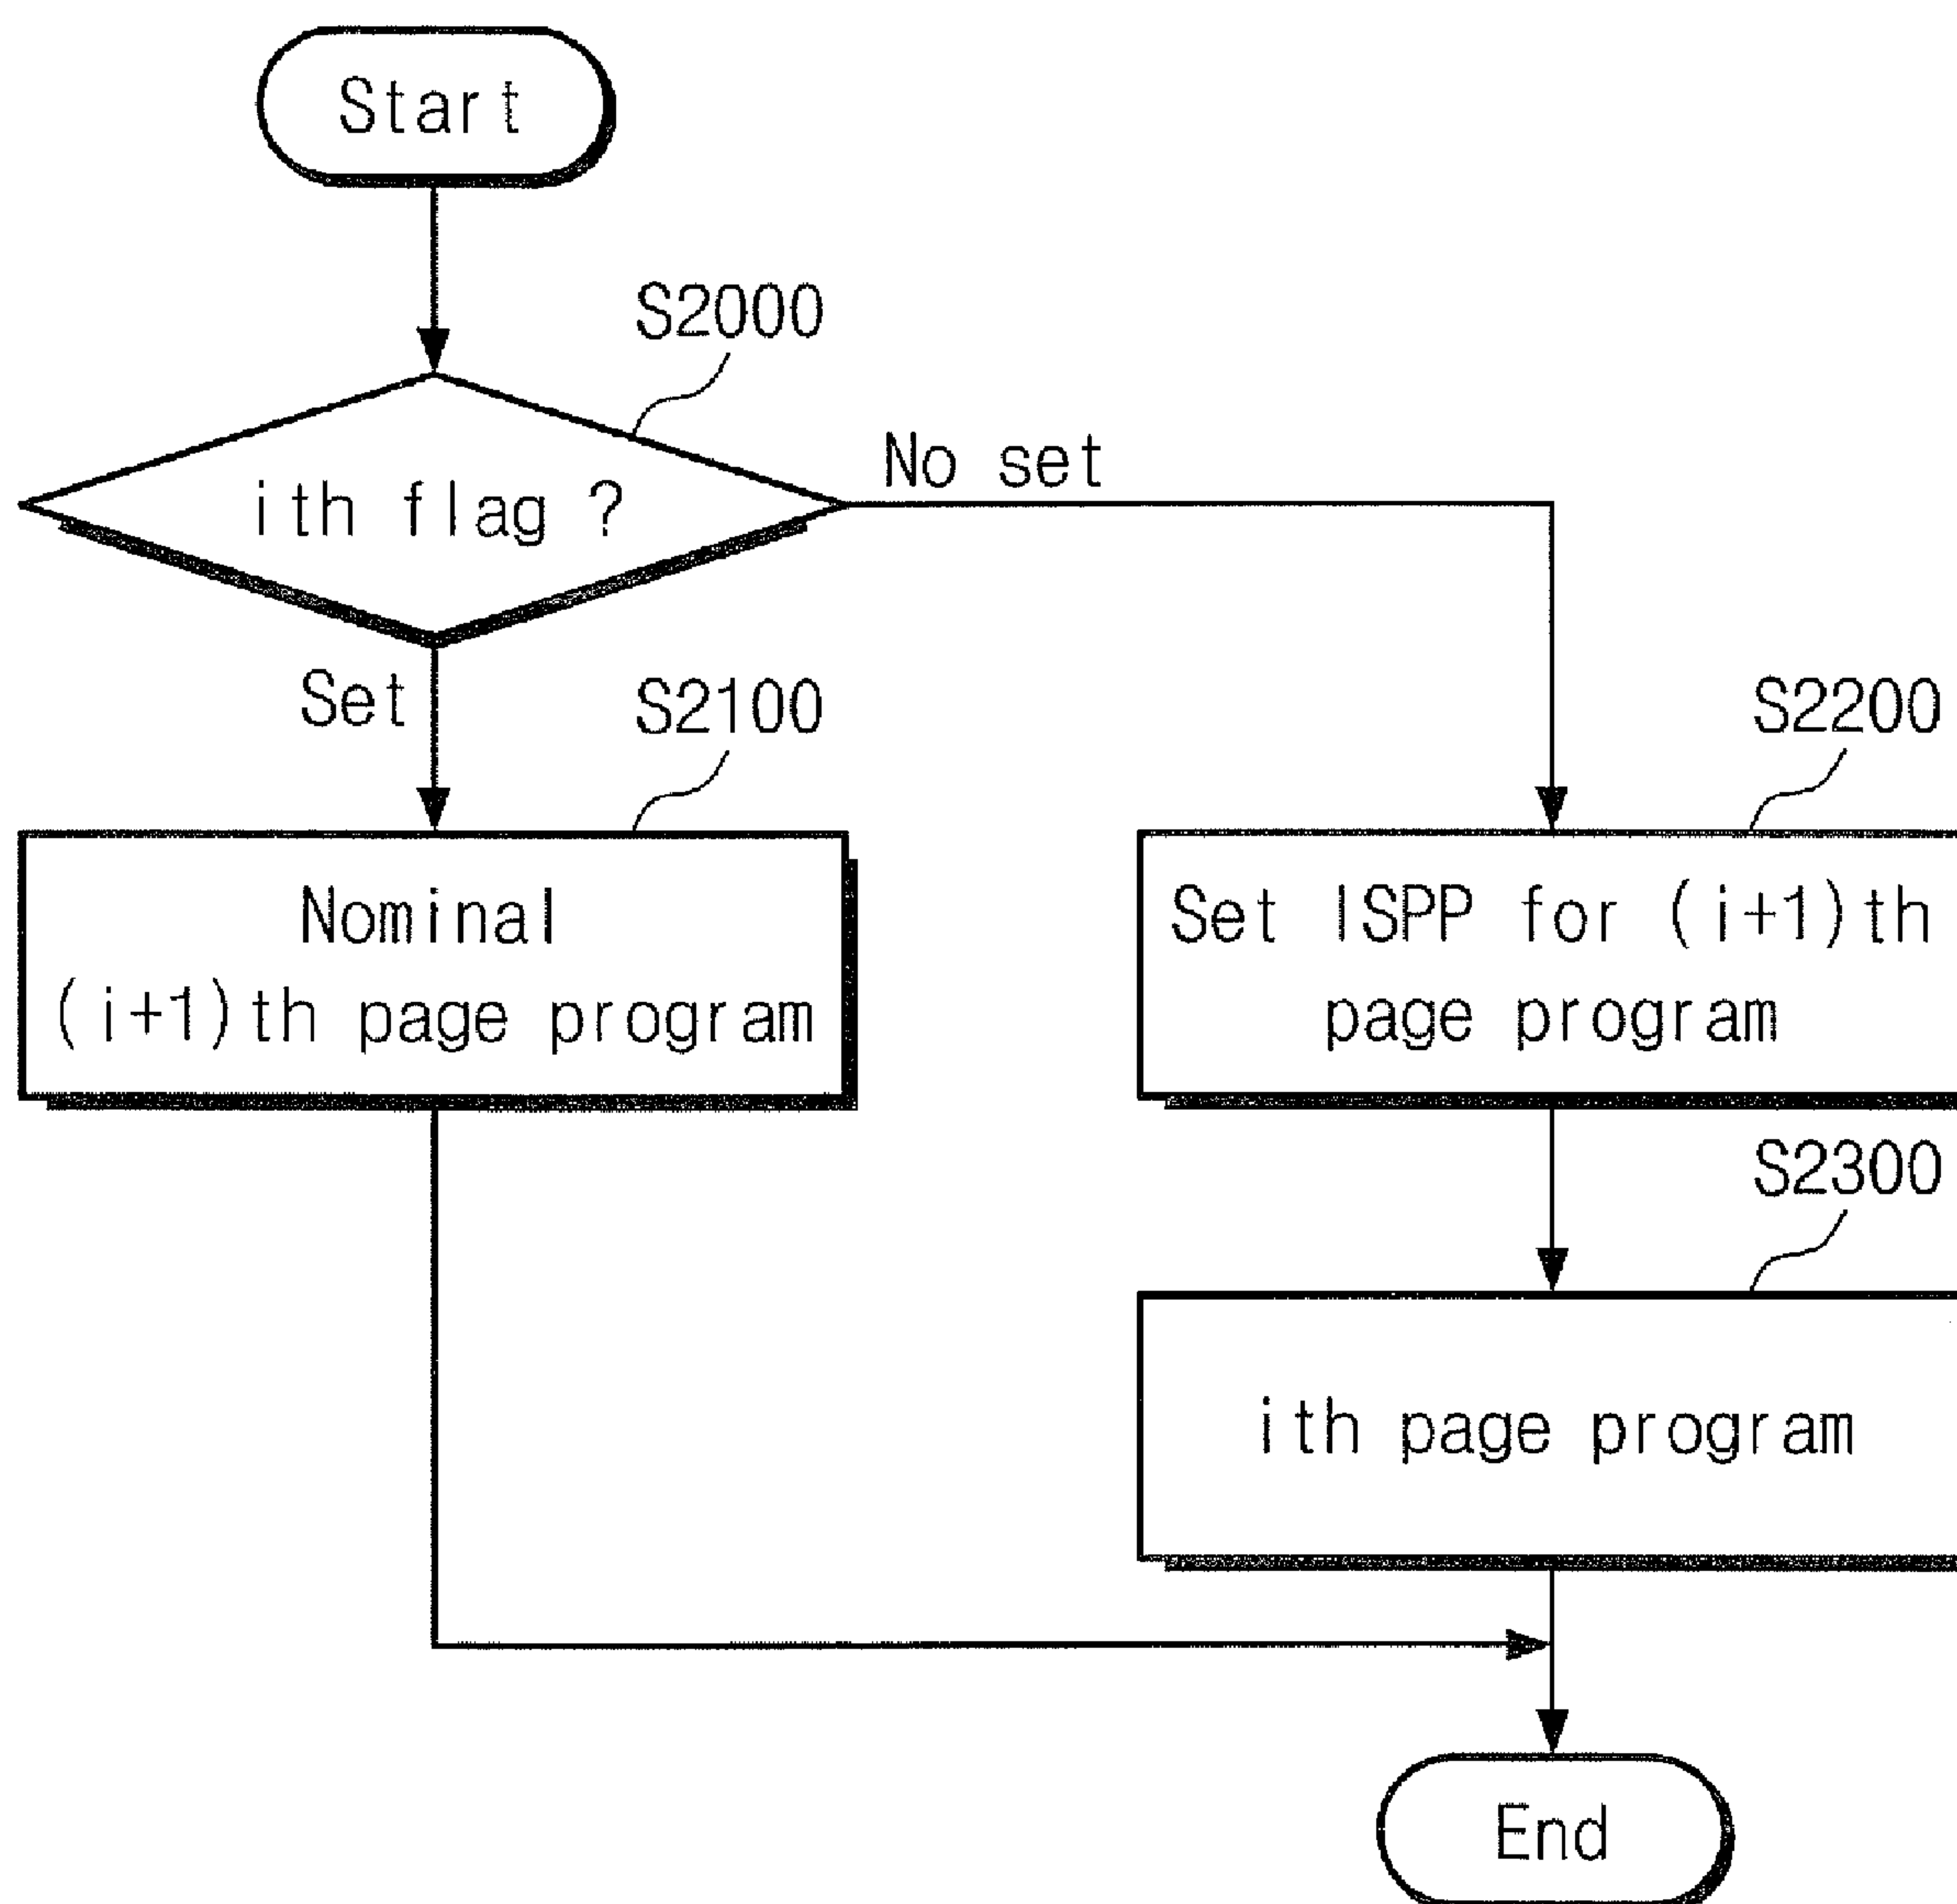 Start
S2000
ith flag ?
No set
Set
S2100
Nominal
(i+1)th page program
S2200
Set ISPP for (i+1)th
page program
S2300
ith page program
End